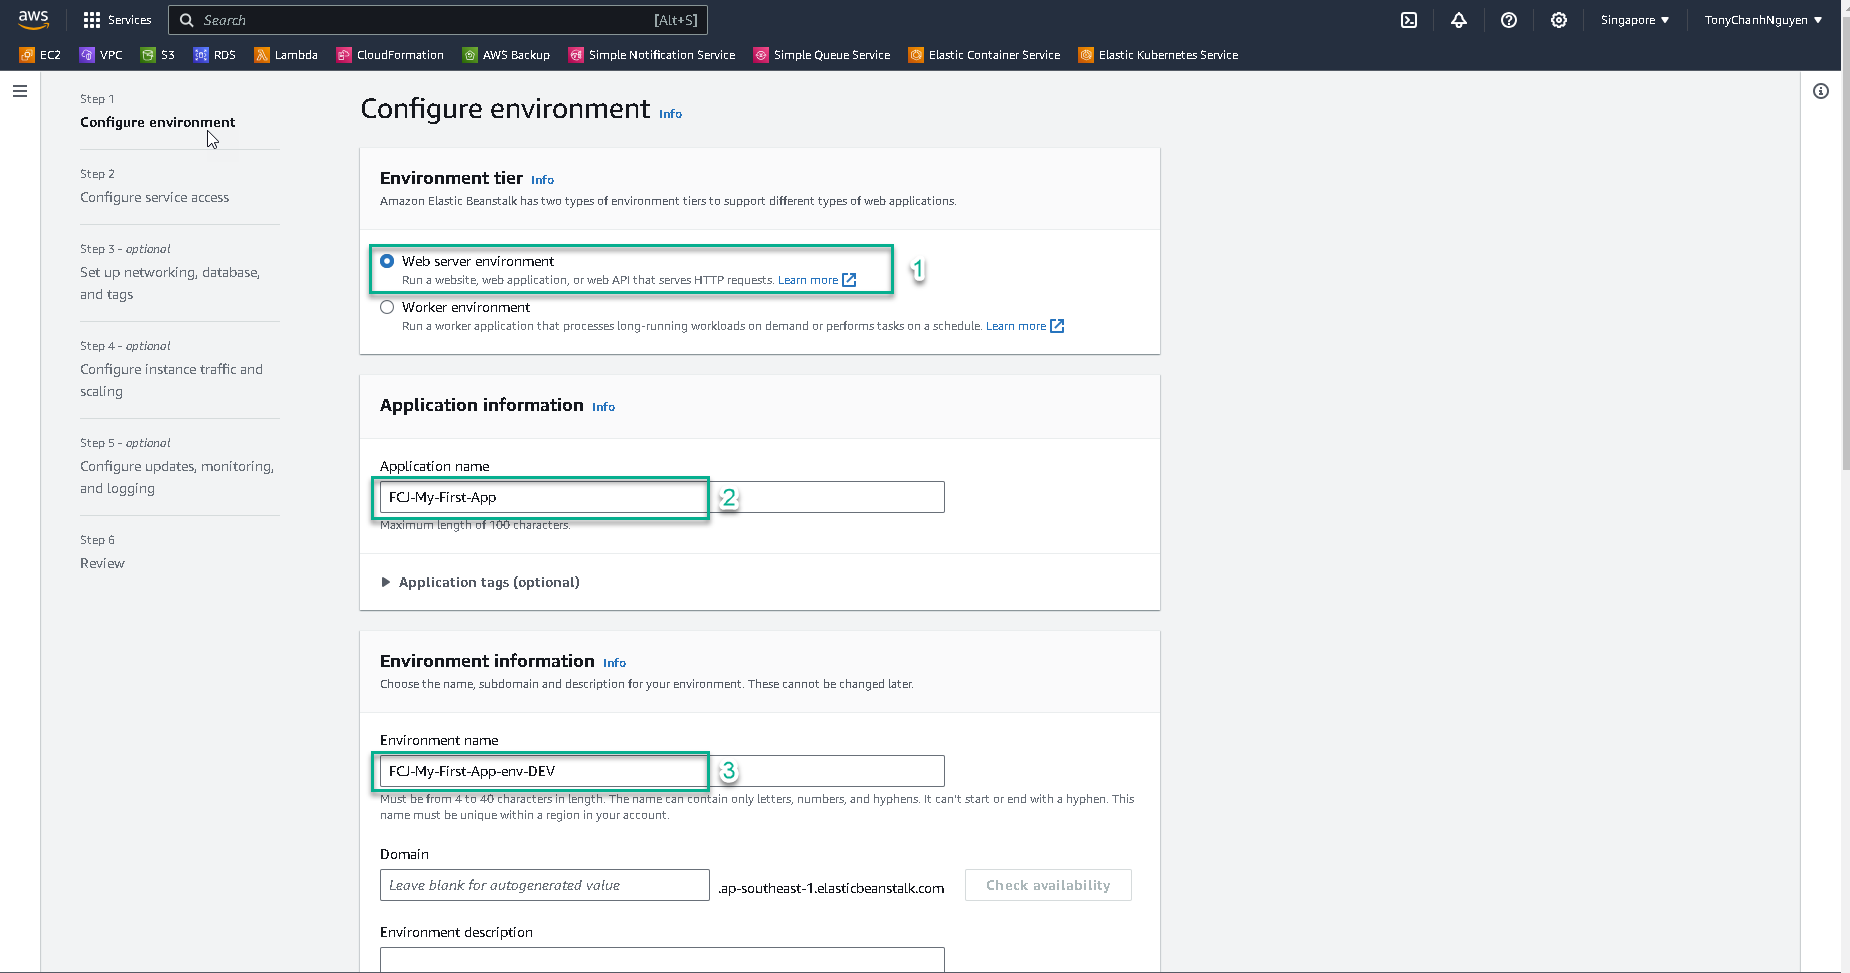 aws
Services
Search
[Alt+S]
Singapore ▼
TonyChanhNguyen ▼
EC2
VPC
S3
RDS
Lambda
CloudFormation
AWS Backup
Simple Notification Service
Simple Queue Service
Elastic Container Service
Elastic Kubernetes Service
Step 1
Configure environment
Step 2
Configure service access
Step 3 - optional
Set up networking, database,
and tags
Step 4 - optional
Configure instance traffic and
scaling
Step 5 - optional
Configure updates, monitoring,
and logging
Step 6
Review
Configure environment Info
Environment tier Info
Amazon Elastic Beanstalk has two types of environment tiers to support different types of web applications.
Web server environment
Run a website, web application, or web API that serves HTTP requests. Learn more
1
Worker environment
Run a worker application that processes long-running workloads on demand or performs tasks on a schedule. Learn more
Application information Info
Application name
FCJ-My-First-App
2
Maximum length of 100 characters.
Application tags (optional)
Environment information Info
Choose the name, subdomain and description for your environment. These cannot be changed later.
Environment name
FCJ-My-First-App-env-DEV
3
Must be from 4 to 40 characters in length. The name can contain only letters, numbers, and hyphens. It can't start or end with a hyphen. This
name must be unique within a region in your account.
Domain
Leave blank for autogenerated value
.ap-southeast-1.elasticbeanstalk.com
Check availability
Environment description